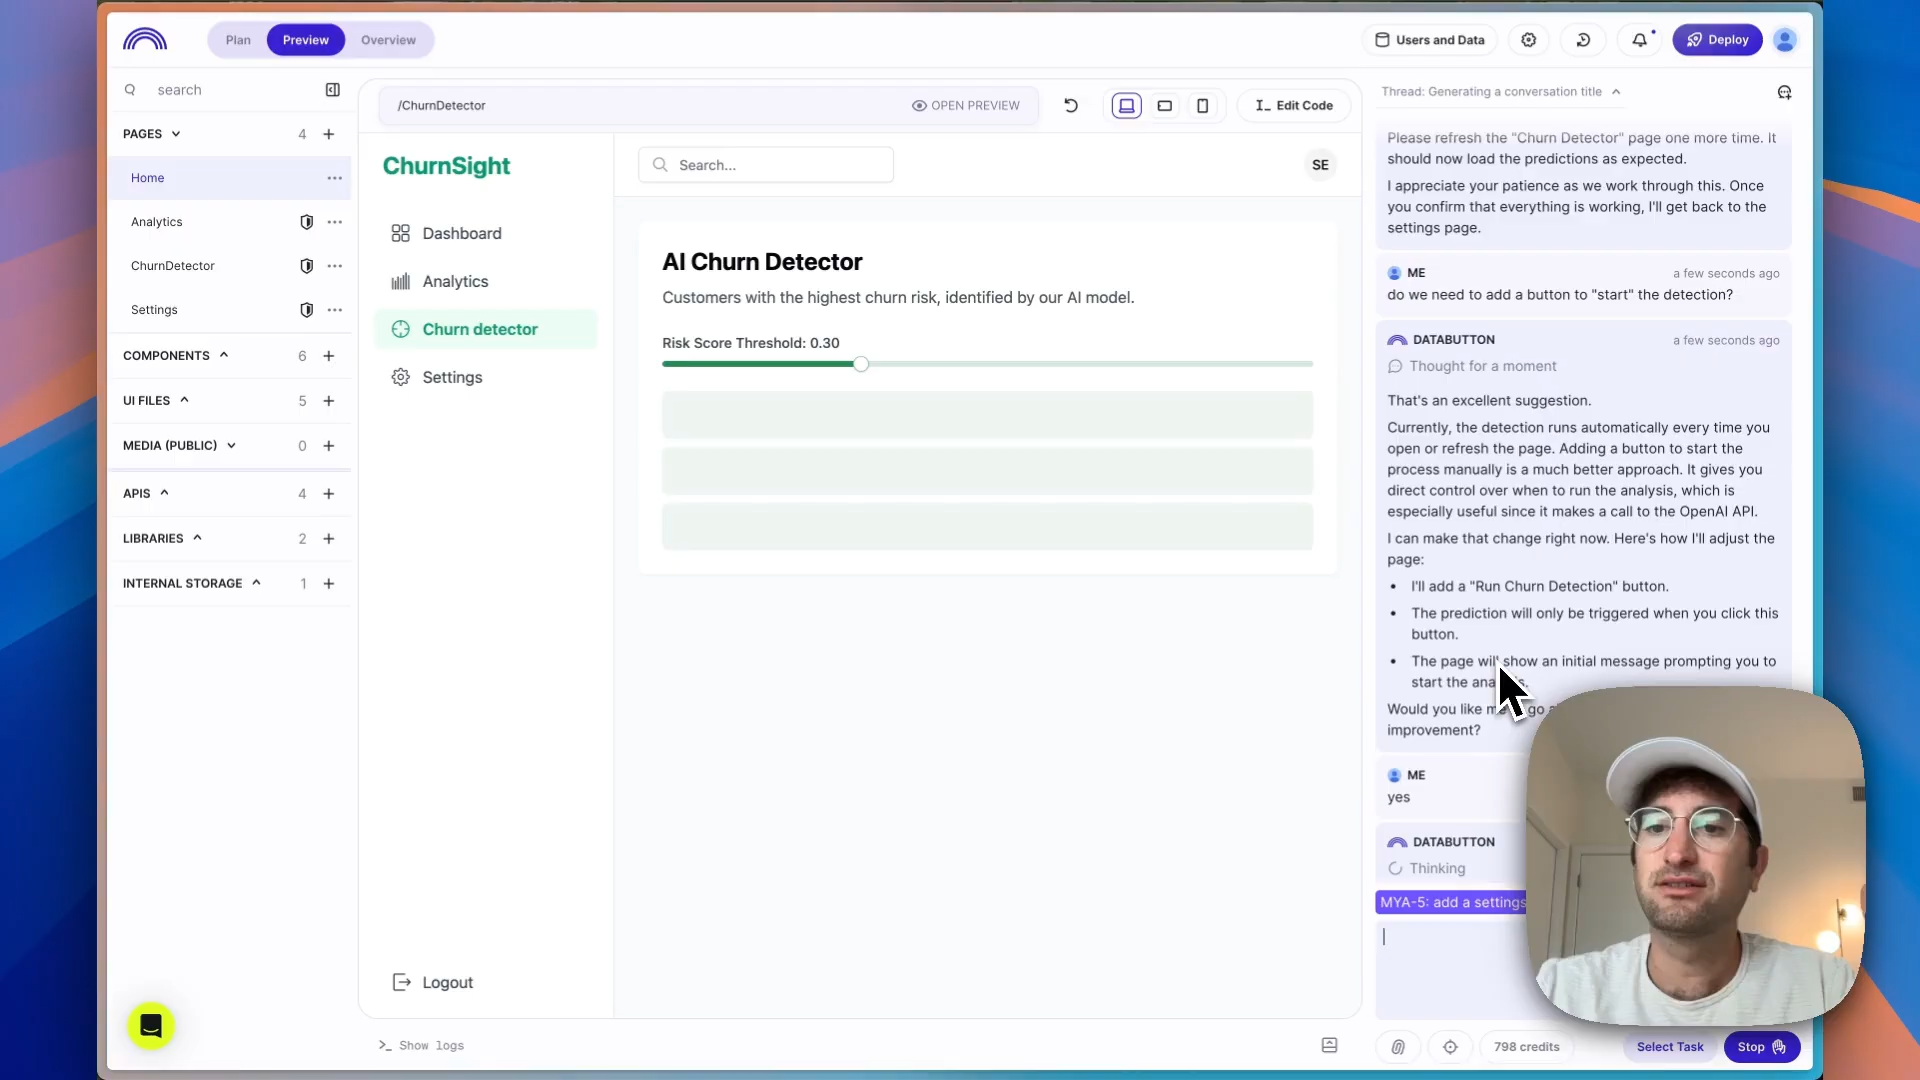 Plan
Preview
Overview
Users and Data
Deploy
search
PAGES
4
Home
Analytics
ChurnDetector
Settings
COMPONENTS
6
UI FILES
5
MEDIA (PUBLIC)
0
APIS
4
LIBRARIES
2
INTERNAL STORAGE
1
/ChurnDetector
OPEN PREVIEW
Edit Code
ChurnSight
Search...
SE
Dashboard
Analytics
Churn detector
Settings
Logout
AI Churn Detector
Customers with the highest churn risk, identified by our AI model.
Risk Score Threshold: 0.30
>_ Show logs
Thread: Generating a conversation title
Please refresh the "Churn Detector" page one more time. It
should now load the predictions as expected.
I appreciate your patience as we work through this. Once
you confirm that everything is working, I'll get back to the
settings page.
ME
a few seconds ago
do we need to add a button to "start" the detection?
DATABUTTON
a few seconds ago
Thought for a moment
That's an excellent suggestion.
Currently, the detection runs automatically every time you
open or refresh the page. Adding a button to start the
process manually is a much better approach. It gives you
direct control over when to run the analysis, which is
especially useful since it makes a call to the OpenAI API.
I can make that change right now. Here's how I'll adjust the
page:
• I'll add a "Run Churn Detection" button.
• The prediction will only be triggered when you click this
button.
• The page will show an initial message prompting you to
start the
Would you like go
improvement?
ME
yes
DATABUTTON
Thinking
MYA-5: add a settings
798 credits
Select Task
Stop